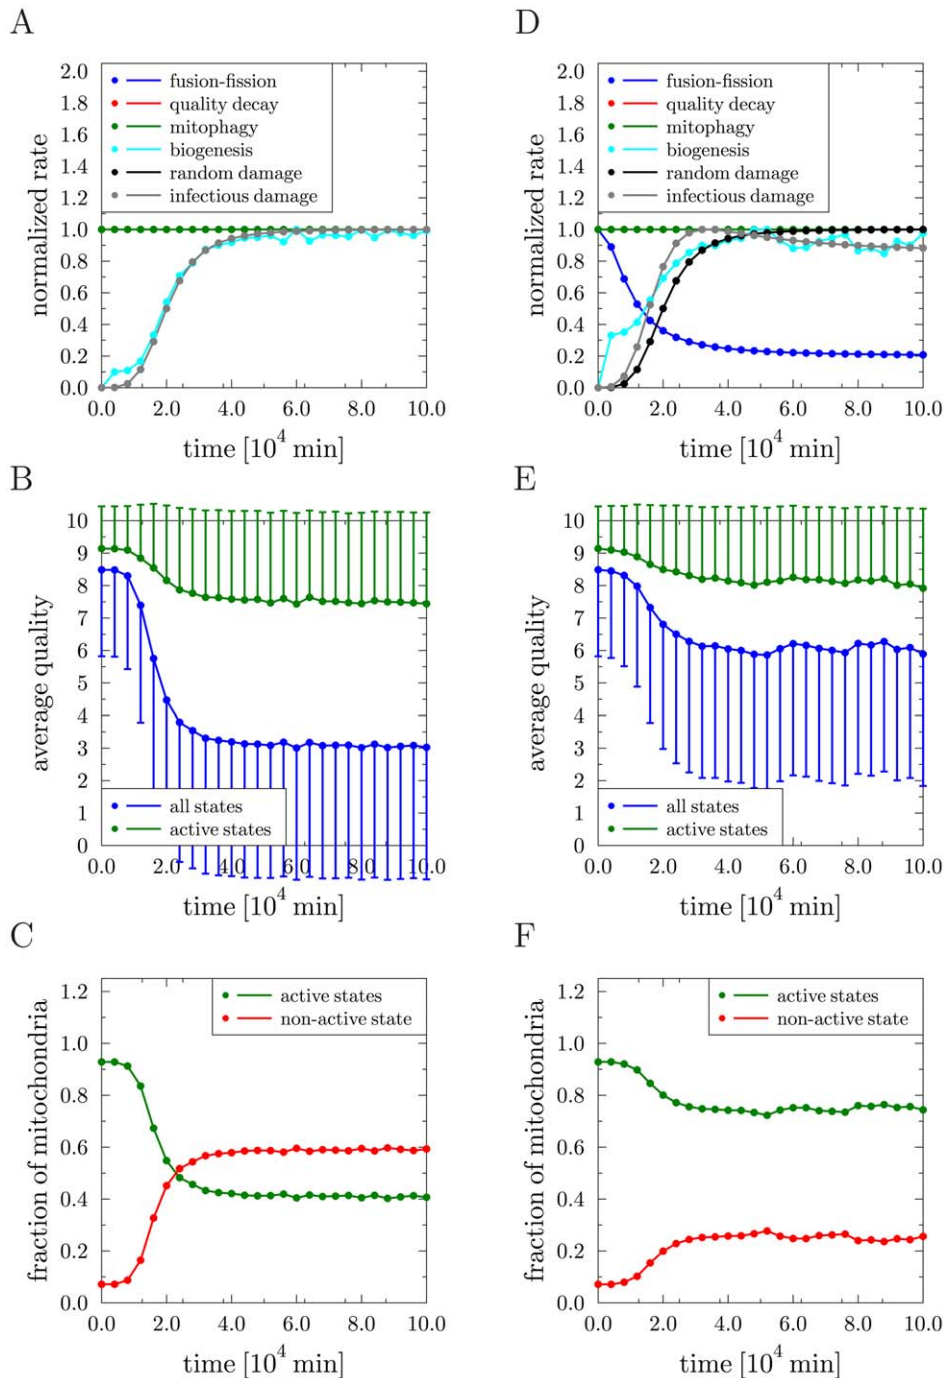 A
normalized rate
2.0
1.8
1.6
1.4
1.2
1.0
0.8
0.6
0.4
0.2
0.0
fusion-fission
quality decay
mitophagy
biogenesis
random damage
infectious damage
0.0 2.0 4.0 6.0 8.0 10.0
time [10⁴ min]
B
average quality
10
9
8
7
6
5
4
3
2
1
0
all states
active states
0.0 2.0 4.0 6.0 8.0 10.0
time [10⁴ min]
C
fraction of mitochondria
1.2
1.0
0.8
0.6
0.4
0.2
0.0
active states
non-active state
0.0 2.0 4.0 6.0 8.0 10.0
time [10⁴ min]
D
normalized rate
2.0
1.8
1.6
1.4
1.2
1.0
0.8
0.6
0.4
0.2
0.0
fusion-fission
quality decay
mitophagy
biogenesis
random damage
infectious damage
0.0 2.0 4.0 6.0 8.0 10.0
time [10⁴ min]
E
average quality
10
9
8
7
6
5
4
3
2
1
0
all states
active states
0.0 2.0 4.0 6.0 8.0 10.0
time [10⁴ min]
F
fraction of mitochondria
1.2
1.0
0.8
0.6
0.4
0.2
0.0
active states
non-active state
0.0 2.0 4.0 6.0 8.0 10.0
time [10⁴ min]